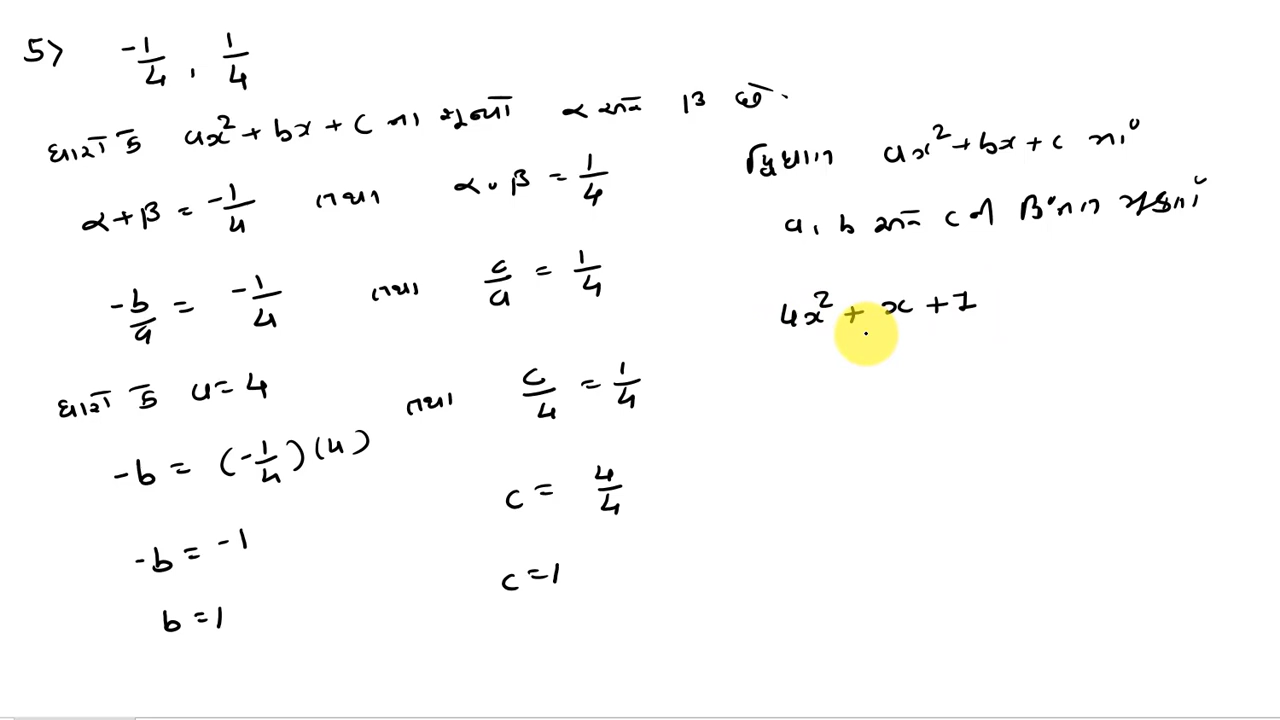 5> -1/4 , 1/4
ધારો કે ax² + bx + c ના શૂન્યો α અને β છે.
α + β = -1/4 તથા α · β = 1/4
-b/a = -1/4 તથા c/a = 1/4
ધારો કે a = 4 તથા c/4 = 1/4
-b = (-1/4)(4)
c = 4/4
-b = -1
c = 1
b = 1
દ્વિઘાત ax² + bx + c માં
a, b અને c ની કિંમત મૂકતાં
4x² + x + 1